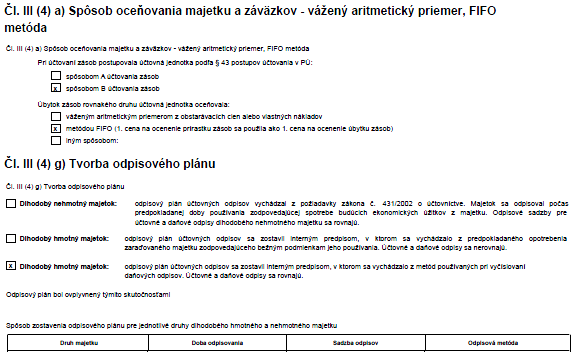 Čl. III (4) a) Spôsob oceňovania majetku a záväzkov - vážený aritmetický priemer, FIFO
metóda
Čl. III (4) a) Spôsob oceňovania majetku a záväzkov - vážený aritmetický priemer, FIFO metóda
Pri účtovaní zásob postupovala účtovná jednotka podľa § 43 postupov účtovania v PÚ:
spôsobom A účtovania zásob
x spôsobom B účtovania zásob
Úbytok zásob rovnakého druhu účtovná jednotka oceňovala:
váženým aritmetickým priemerom z obstarávacích cien alebo vlastných nákladov
x metódou FIFO (1. cena na ocenenie prírastku zásob sa použila ako 1. cena na ocenenie úbytku zásob)
Iným spôsobom:
Čl. III (4) g) Tvorba odpisového plánu
Čl. III (4) g) Tvorba odpisového plánu
Dlhodobý nehmotný majetok: odpisový plán účtovných odpisov vychádzal z požiadavky zákona č. 431/2002 o účtovníctve. Majetok sa odpisoval počas
predpokladanej doby používania zodpovedajúcej spotrebe budúcich ekonomických úžitkov z majetku. Odpisové sadzby pre
účtovné a daňové odpisy dlhodobého nehmotného majetku sa rovnajú.
Dlhodobý hmotný majetok: odpisový plán účtovných odpisov sa zostavil interným predpisom, v ktorom sa vychádzalo z predpokladaného opotrebenia
zaraďovaného majetku zodpovedajúceho bežným podmienkam jeho používania. Účtovné a daňové odpisy sa nerovnajú.
x Dlhodobý hmotný majetok: odpisový plán účtovných odpisov sa zostavil interným predpisom, v ktorom sa vychádzalo z metód používaných pri vyčíslovaní
daňových odpisov. Účtovné a daňové odpisy sa rovnajú.
Odpisový plán bol ovplyvnený týmito skutočnosťami
Spôsob zostavenia odpisového plánu pre jednotlivé druhy dlhodobého hmotného a nehmotného majetku
Druh majetku Doba odpisovania Sadzba odpisov Odpisová metóda